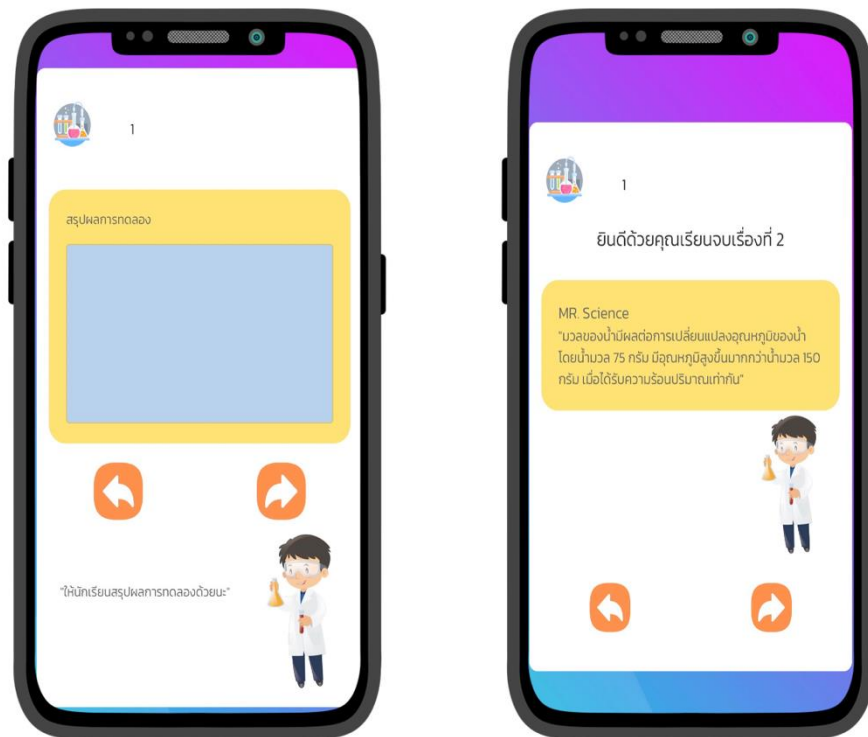 1
สรุปผลการทดลอง
"ให้นักเรียนสรุปผลการทดลองด้วยนะ"
1
ยินดีด้วยคุณเรียนจบเรื่องที่ 2
MR. Science
"มวลของน้ำมีผลต่อการเปลี่ยนแปลงอุณหภูมิของน้ำ
โดยน้ำมวล 75 กรัม มีอุณหภูมิสูงขึ้นมากกว่าน้ำมวล 150
กรัม เมื่อได้รับความร้อนปริมาณเท่ากัน"